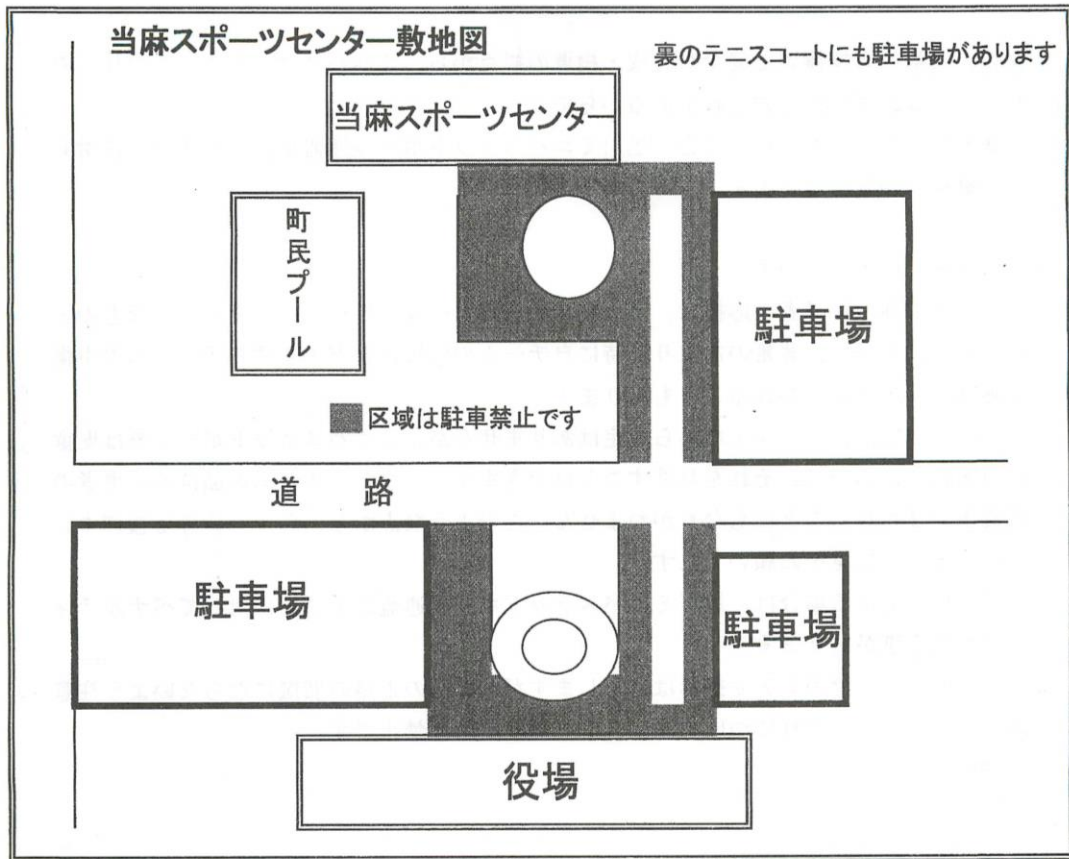 当麻スポーツセンター敷地図
裏のテニスコートにも駐車場があります
当麻スポーツセンター
町民プール
駐車場
区域は駐車禁止です
道 路
駐車場
駐車場
役場